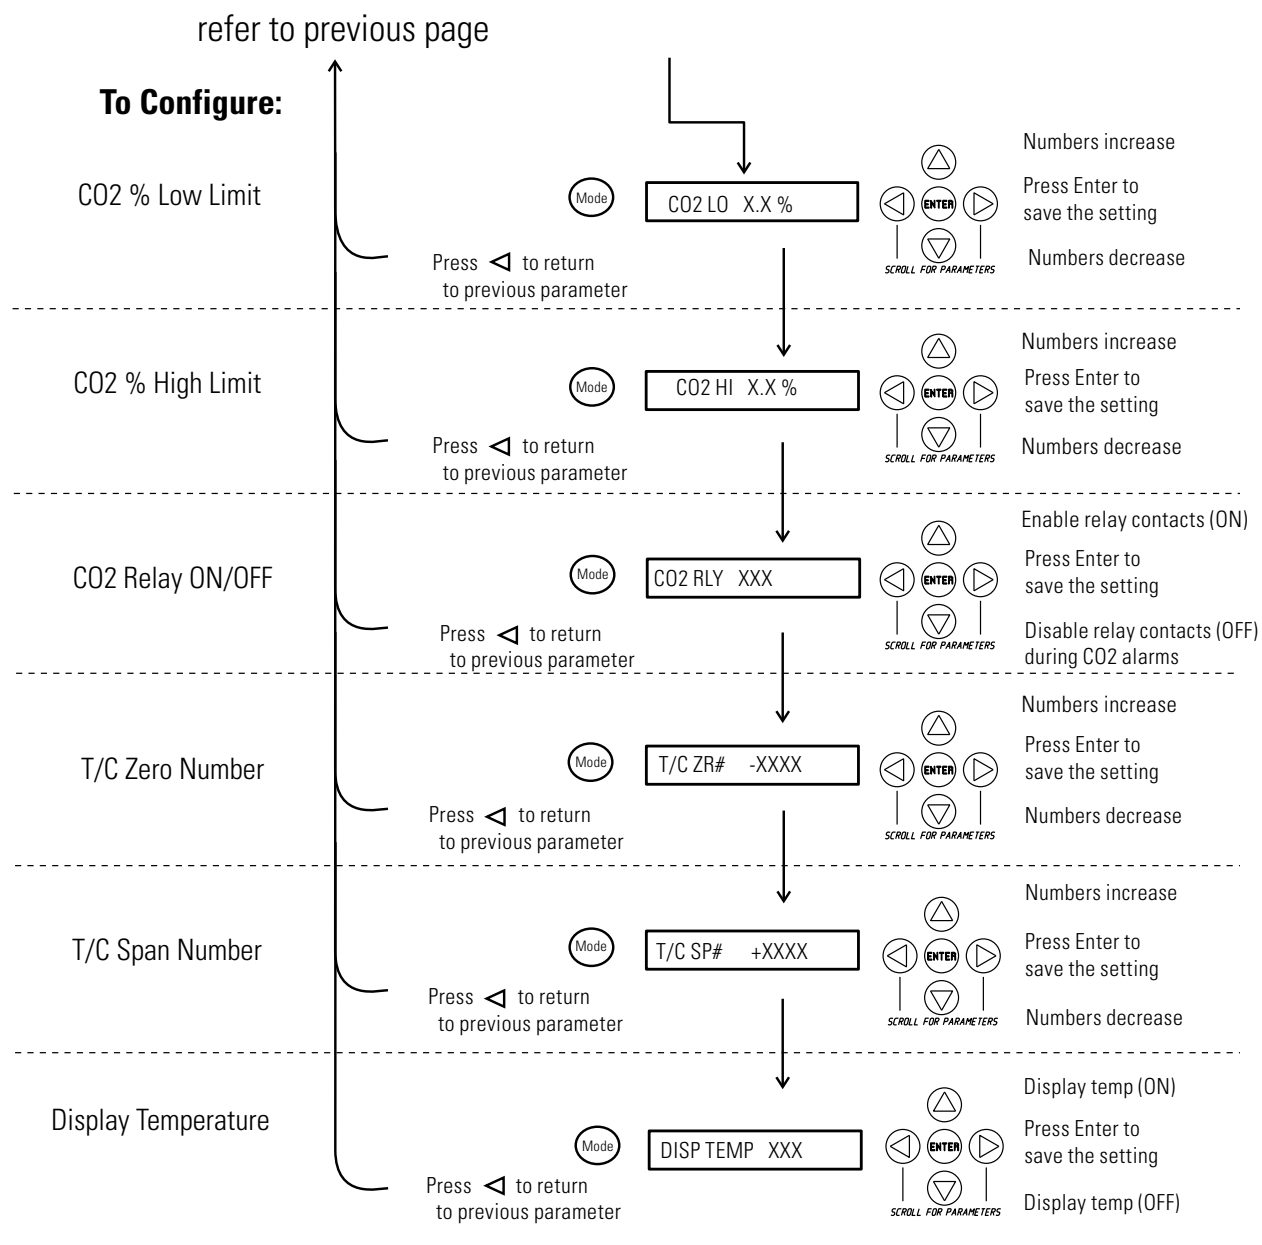 refer to previous page
To Configure:
CO2 % Low Limit
Mode
CO2 LO X.X %
ENTER
SCROLL FOR PARAMETERS
Numbers increase
Press Enter to
save the setting
Numbers decrease
Press to return
to previous parameter
CO2 % High Limit
Mode
CO2 HI X.X %
ENTER
SCROLL FOR PARAMETERS
Numbers increase
Press Enter to
save the setting
Numbers decrease
Press to return
to previous parameter
CO2 Relay ON/OFF
Mode
CO2 RLY XXX
ENTER
SCROLL FOR PARAMETERS
Enable relay contacts (ON)
Press Enter to
save the setting
Disable relay contacts (OFF)
during CO2 alarms
Press to return
to previous parameter
T/C Zero Number
Mode
T/C ZR# -XXXX
ENTER
SCROLL FOR PARAMETERS
Numbers increase
Press Enter to
save the setting
Numbers decrease
Press to return
to previous parameter
T/C Span Number
Mode
T/C SP# +XXXX
ENTER
SCROLL FOR PARAMETERS
Numbers increase
Press Enter to
save the setting
Numbers decrease
Press to return
to previous parameter
Display Temperature
Mode
DISP TEMP XXX
ENTER
SCROLL FOR PARAMETERS
Display temp (ON)
Press Enter to
save the setting
Display temp (OFF)
Press to return
to previous parameter